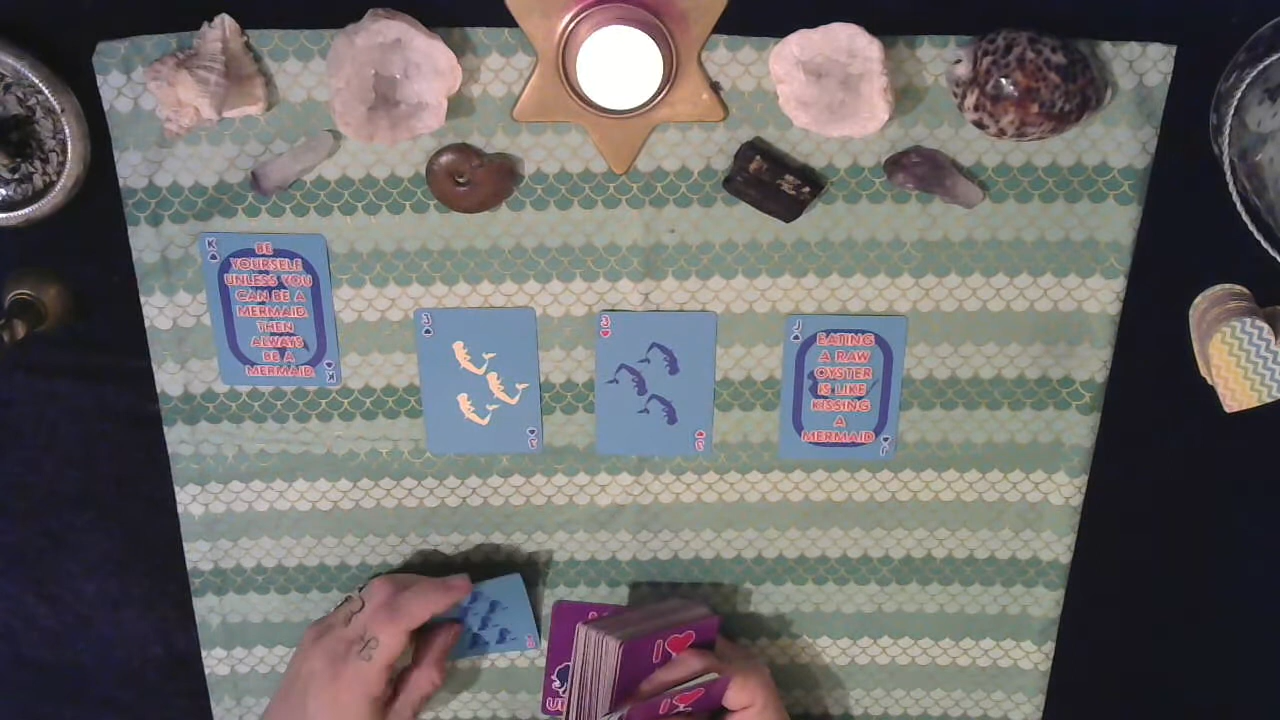 K
BE
YOURSELF
UNLESS YOU
CAN BE A
MERMAID
THEN
ALWAYS
BE A
MERMAID
K
3
3
3
3
J
EATING
A RAW
OYSTER
IS LIKE
KISSING
A
MERMAID
J
I
I